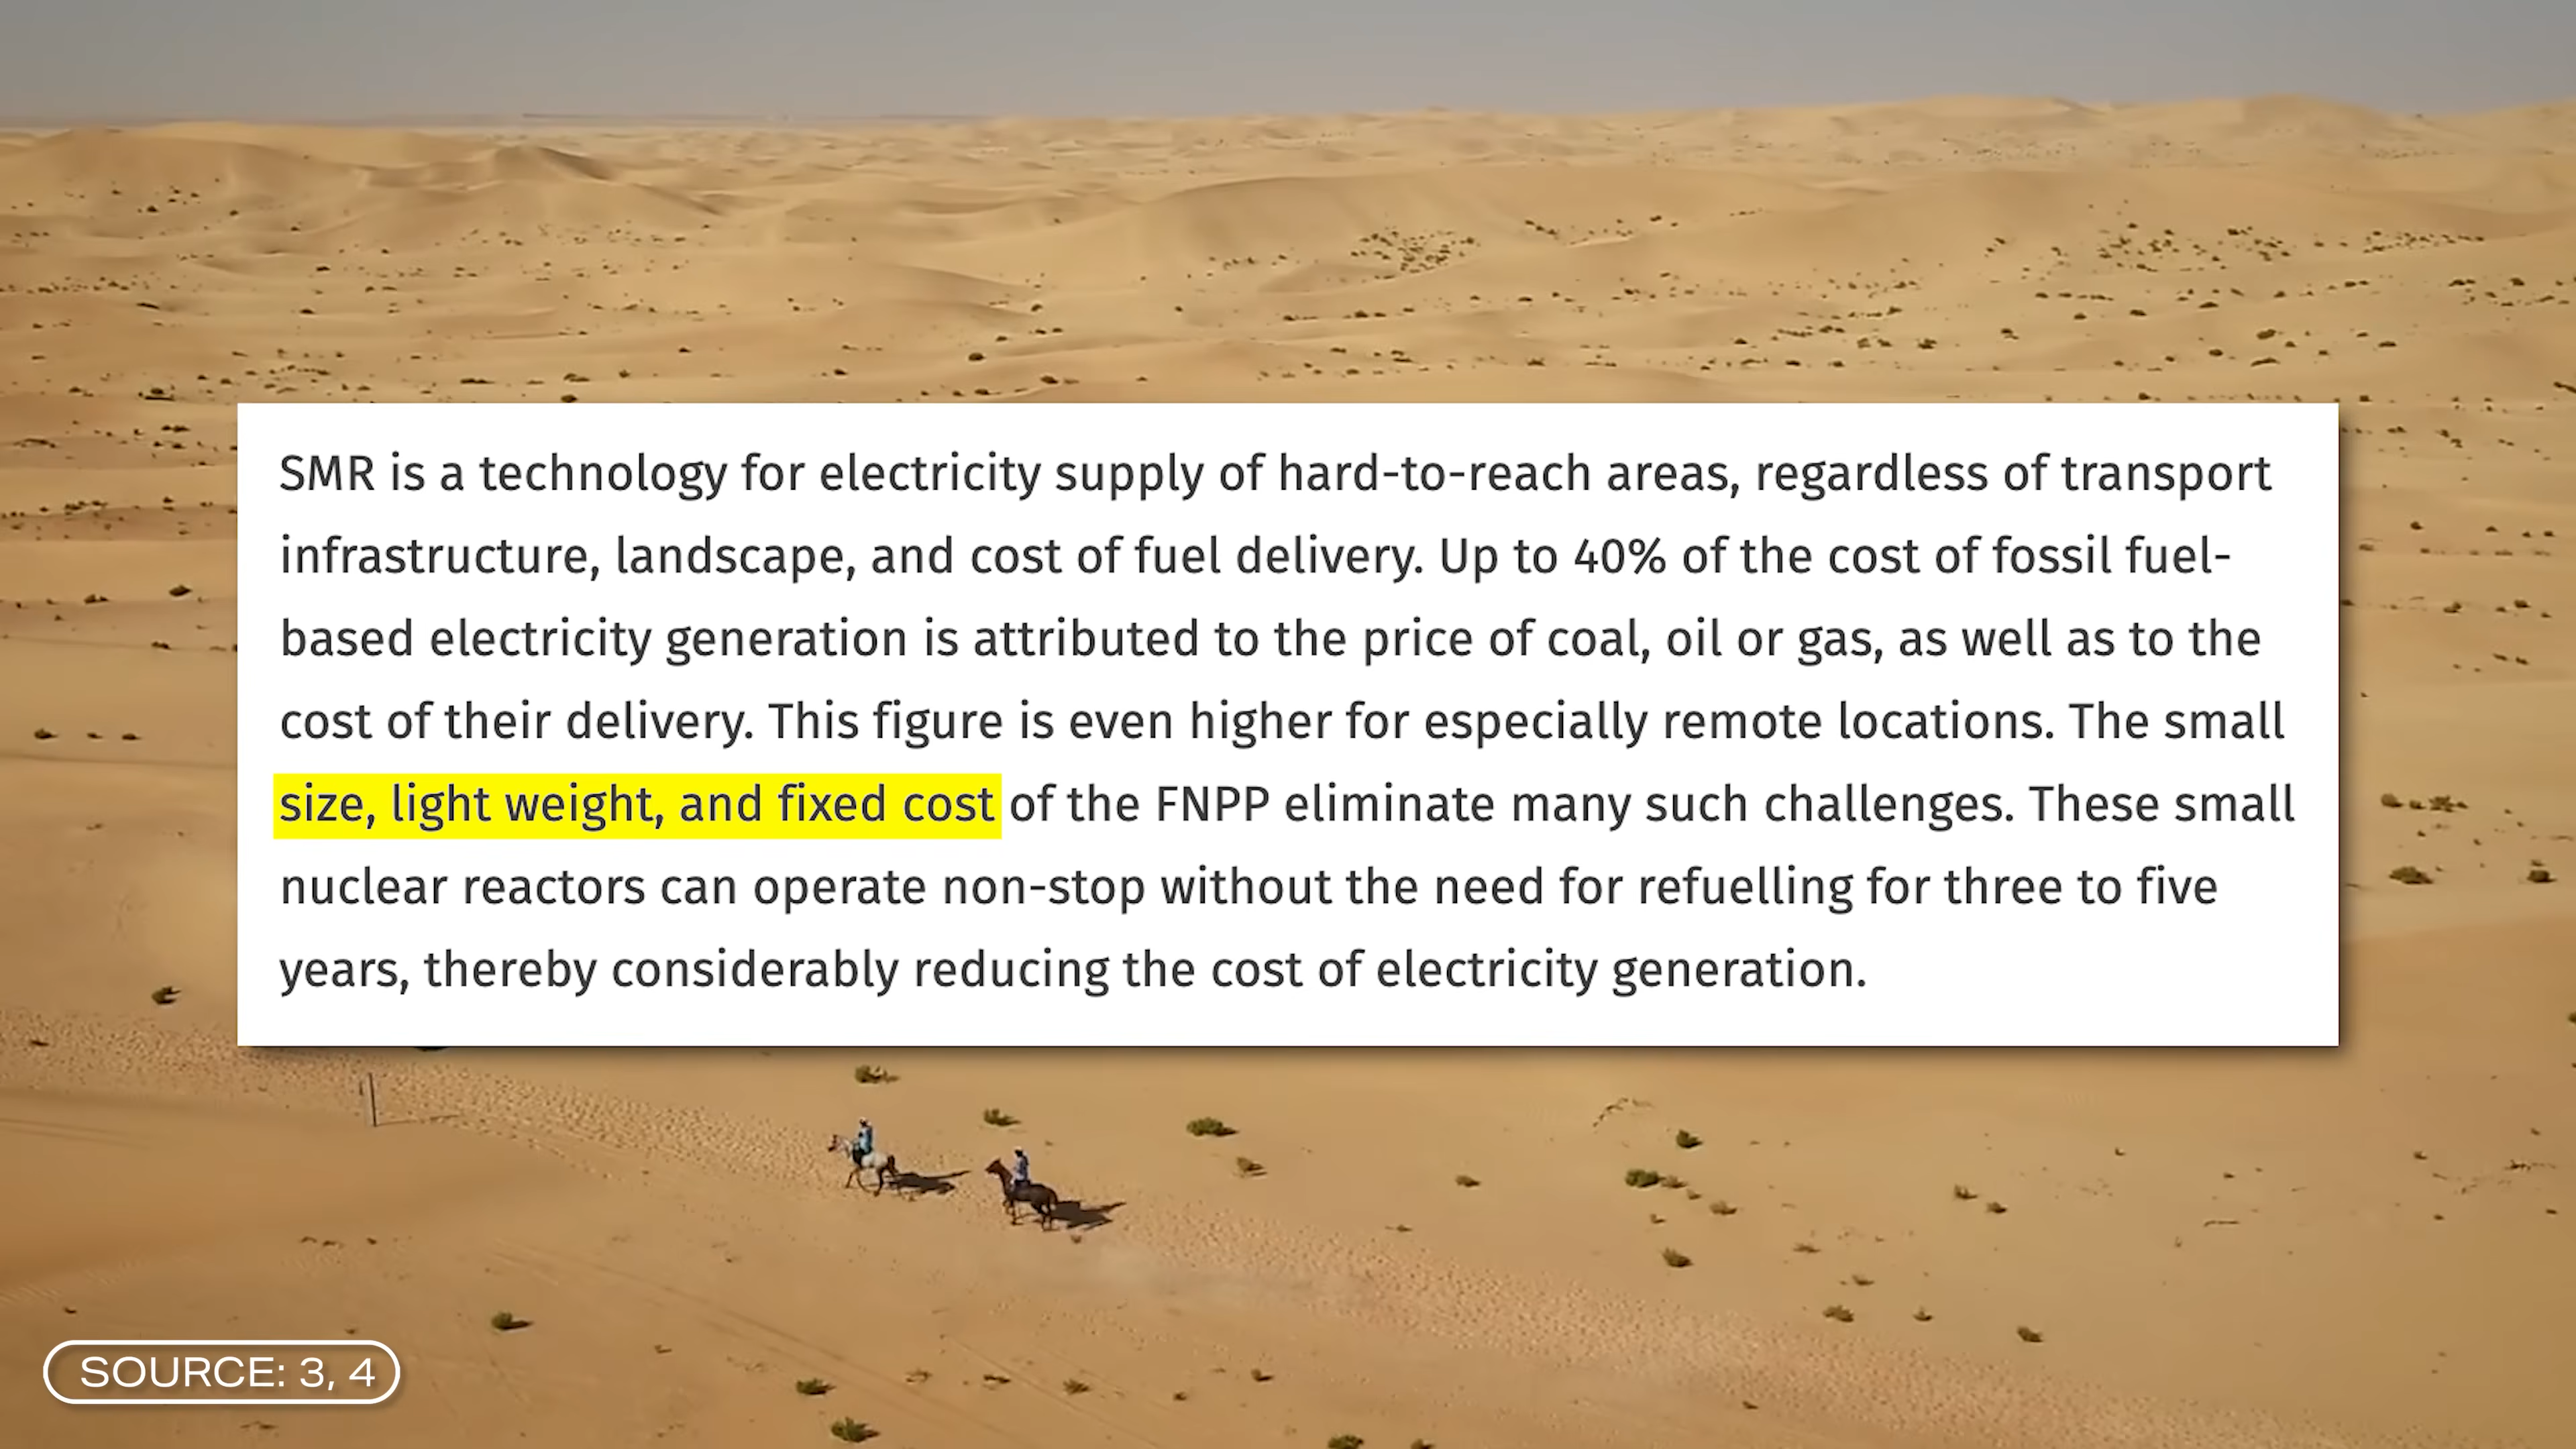 SMR is a technology for electricity supply of hard-to-reach areas, regardless of transport
infrastructure, landscape, and cost of fuel delivery. Up to 40% of the cost of fossil fuel-
based electricity generation is attributed to the price of coal, oil or gas, as well as to the
cost of their delivery. This figure is even higher for especially remote locations. The small
size, light weight, and fixed cost of the FNPP eliminate many such challenges. These small
nuclear reactors can operate non-stop without the need for refuelling for three to five
years, thereby considerably reducing the cost of electricity generation.
SOURCE: 3, 4